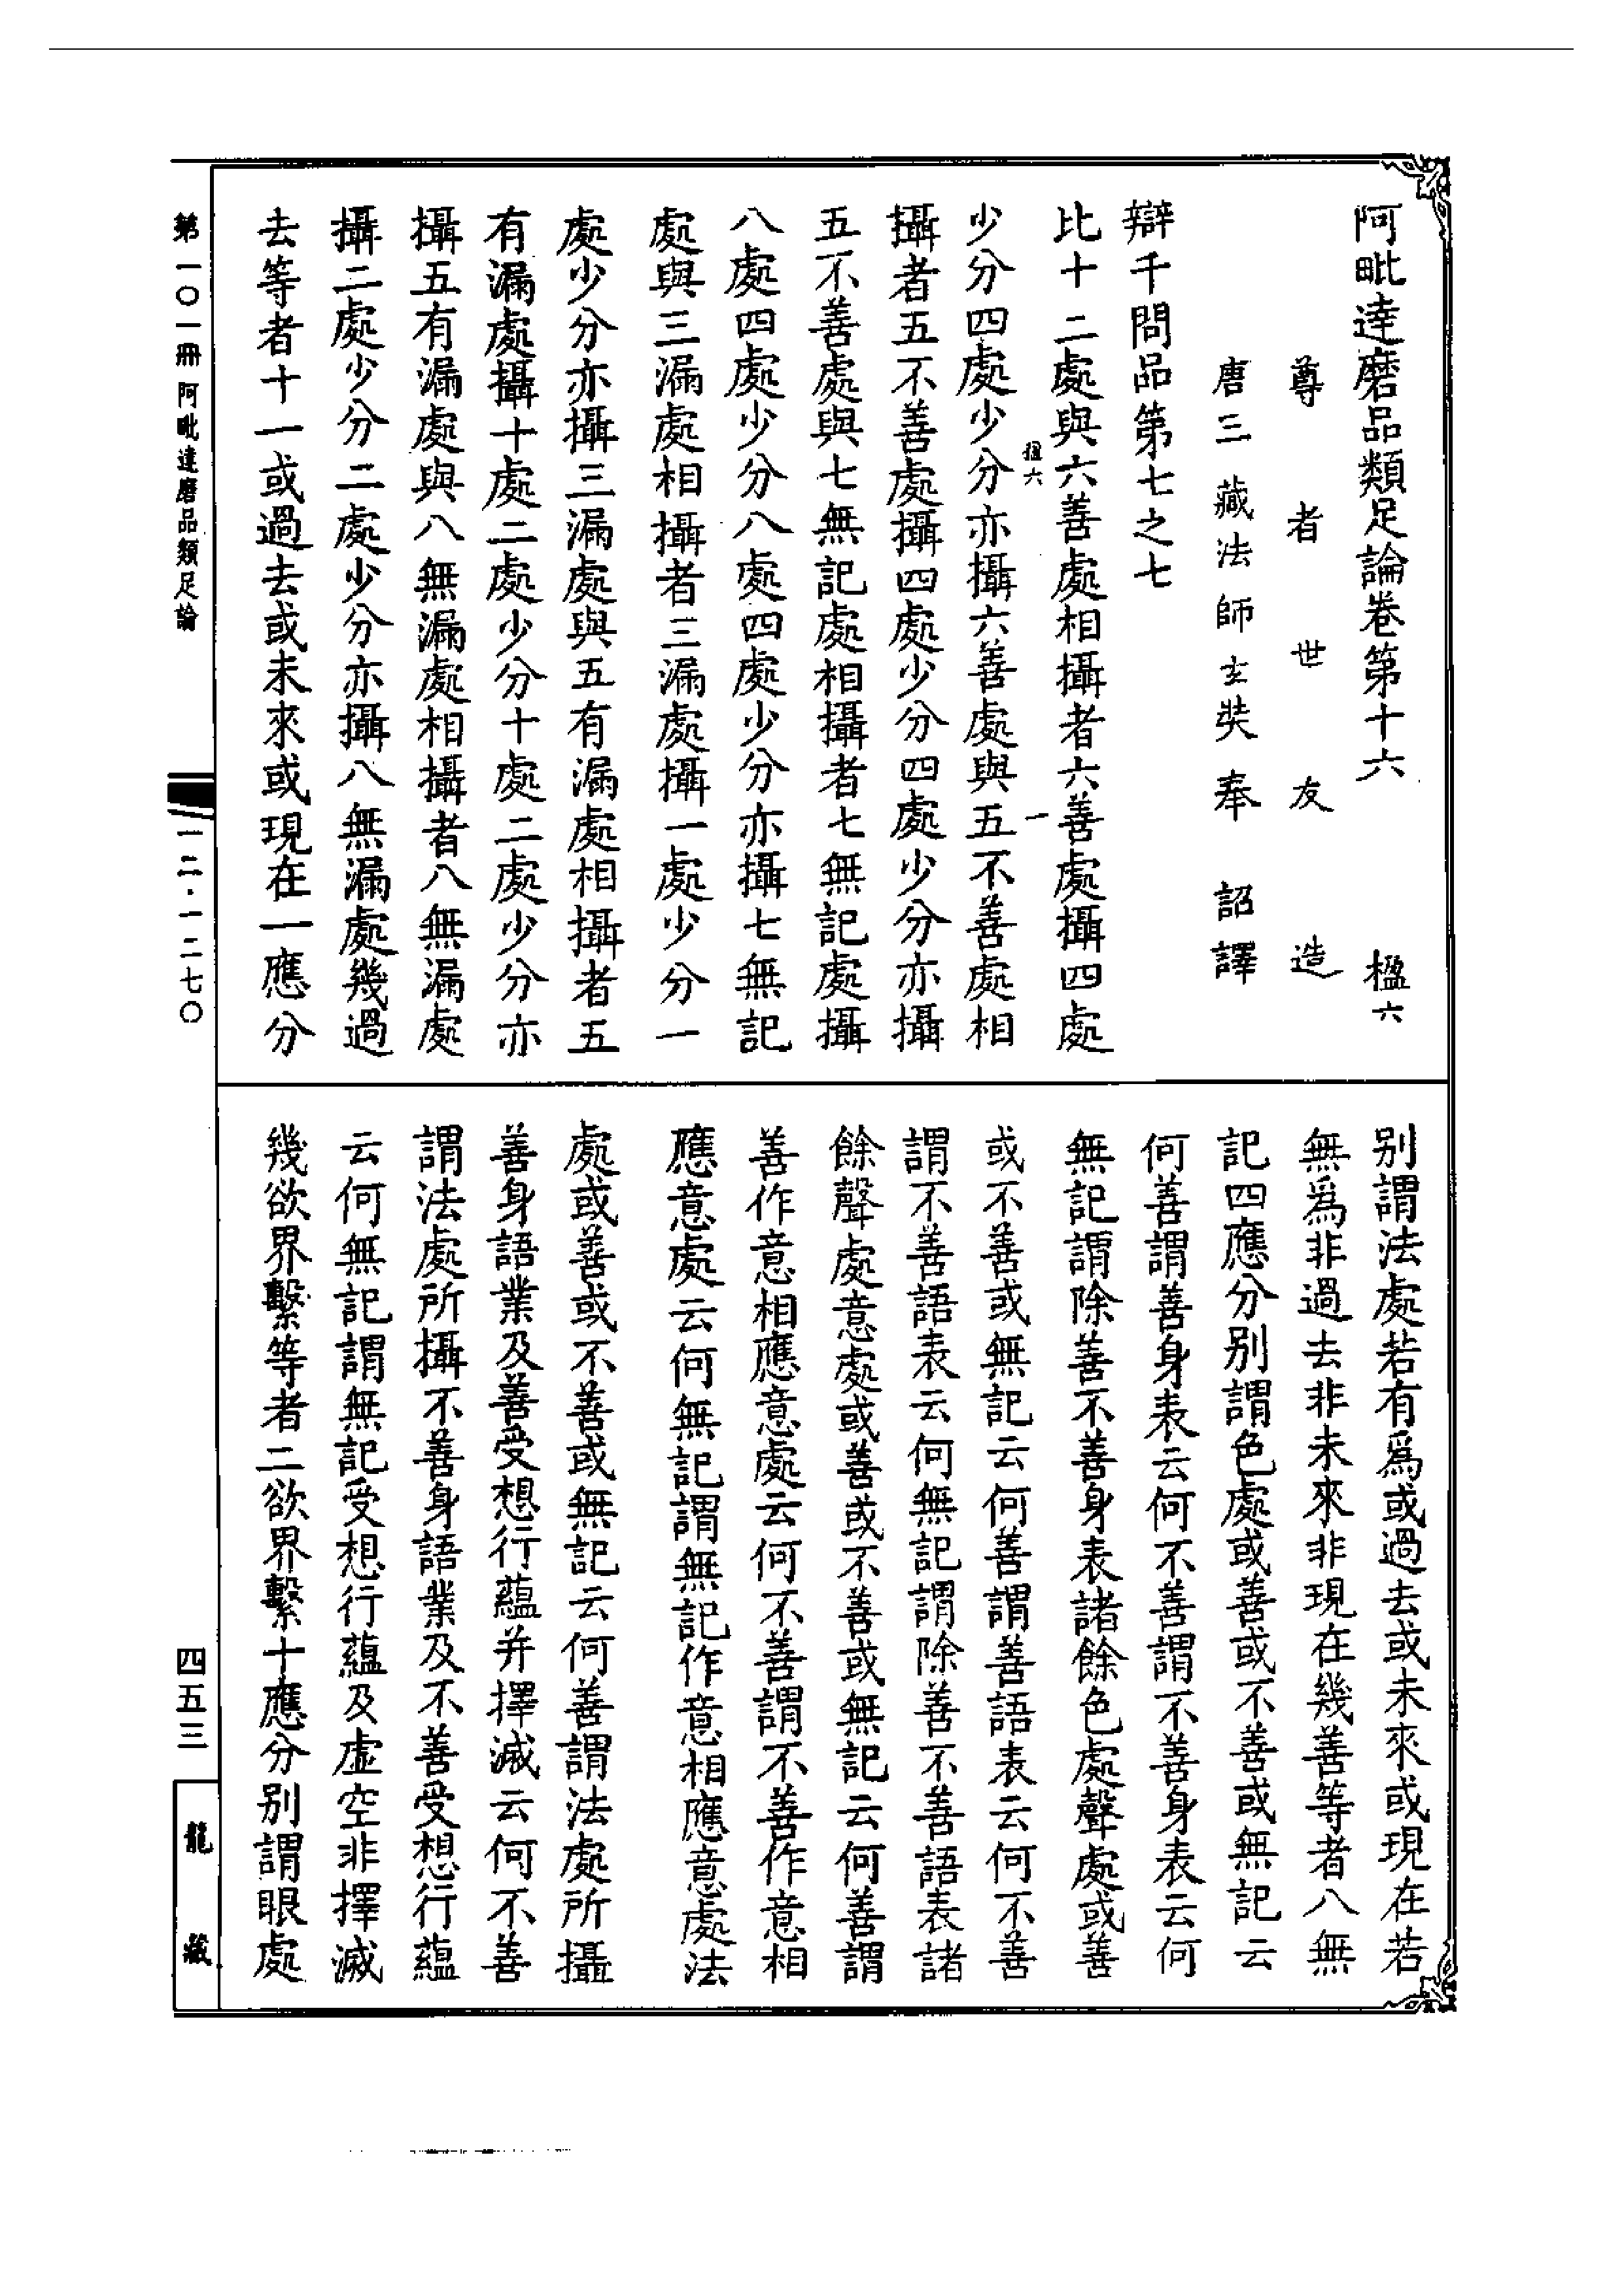 阿毗達磨品類足論卷第十六 楹六
尊者世友造
唐三藏法師玄奘奉詔譯
辯千問品第七之七
比十二處與六善處相攝者六善處攝四處
楹六 一
少分四處少分亦攝六善處與五不善處相
攝者五不善處攝四處少分四處少分亦攝
五不善處與七無記處相攝者七無記處攝
八處四處少分八處四處少分亦攝七無記
處與三漏處相攝者三漏處攝一處少分一
處少分亦攝三漏處與五有漏處相攝者五
有漏處攝十處二處少分十處二處少分亦
攝五有漏處與八無漏處相攝者八無漏處
攝二處少分二處少分亦攝八無漏處幾過
去等者十一或過去或未來或現在一應分
別謂法處若有爲或過去或未來或現在若
無爲非過去非未來非現在幾善等者八無
記四應分別謂色處或善或不善或無記云
何善謂善身表云何不善謂不善身表云何
無記謂除善不善身表諸餘色處聲處或善
或不善或無記云何善謂善語表云何不善
謂不善語表云何無記謂除善不善語表諸
餘聲處意處或善或不善或無記云何善謂
善作意相應意處云何不善謂不善作意相
應意處云何無記謂無記作意相應意處法
處或善或不善或無記云何善謂法處所攝
善身語業及善受想行蘊并擇滅云何不善
謂法處所攝不善身語業及不善受想行蘊
云何無記謂無記受想行蘊及虛空非擇滅
幾欲界繫等者二欲界繫十應分別謂眼處
第一〇一冊 阿毗達磨品類足論
一二·一二七〇
四五三
龍藏